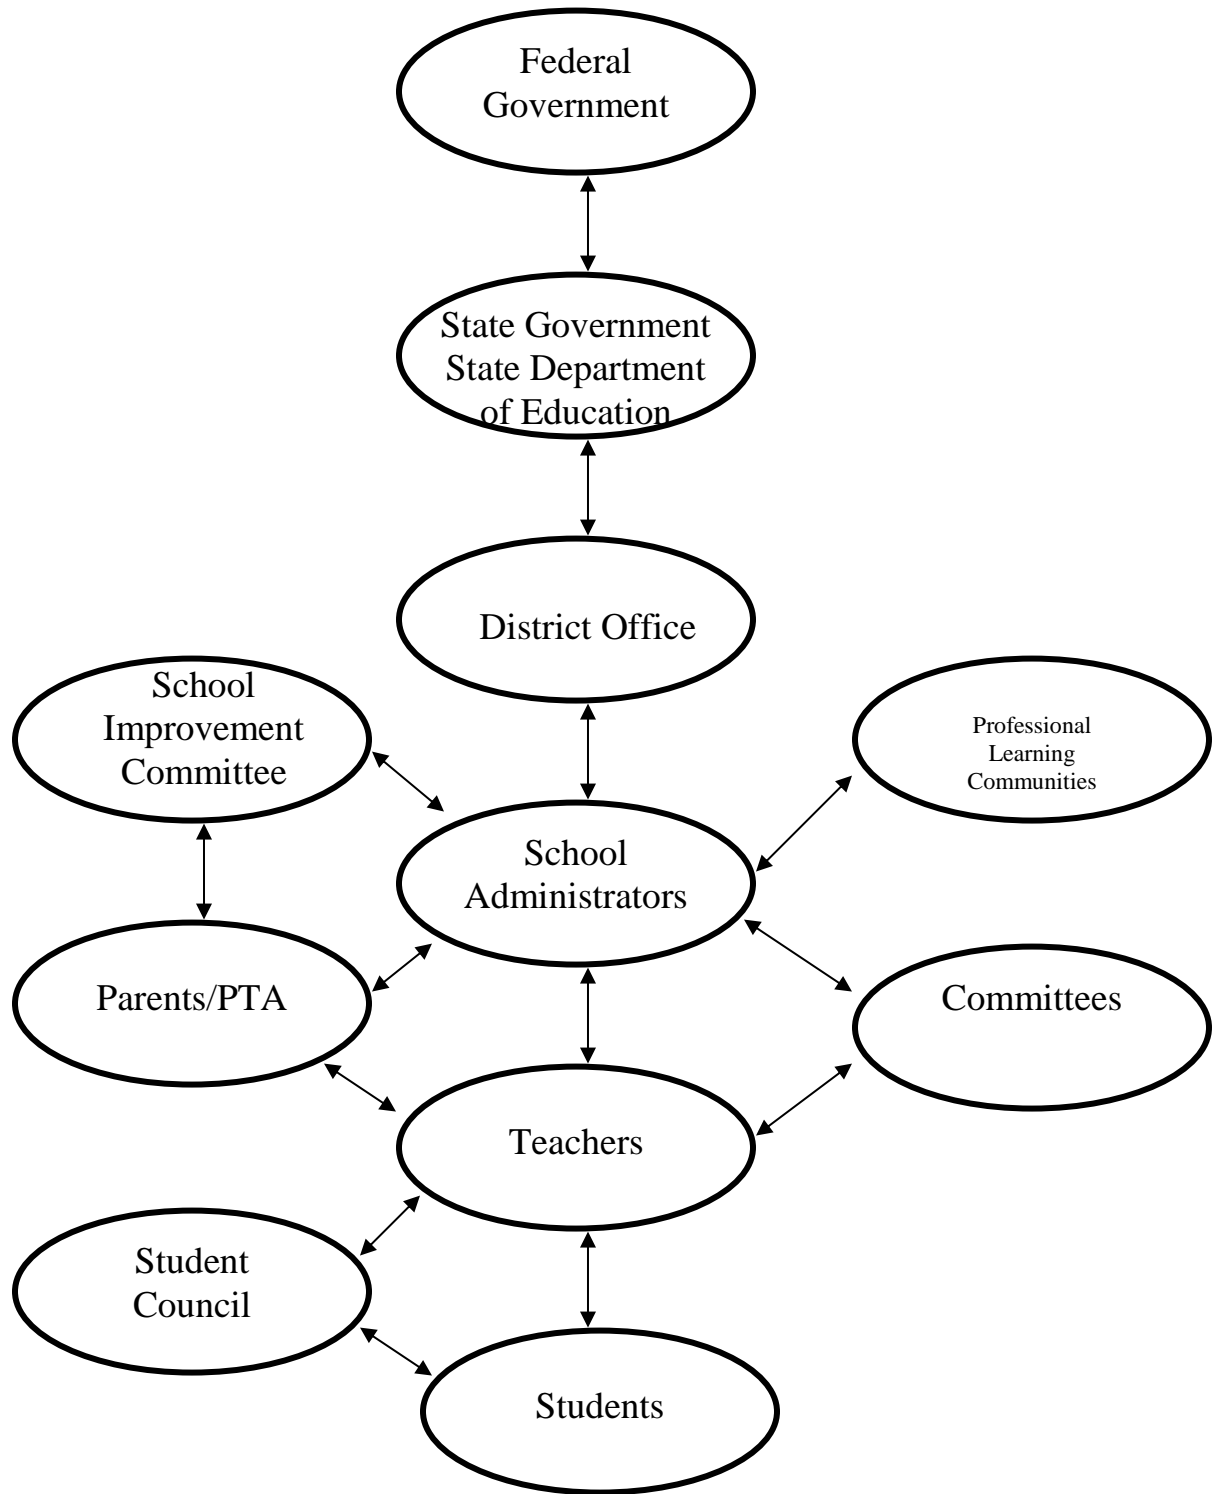 Federal
Government
State Government
State Department
of Education
District Office
School
Improvement
Committee
Professional
Learning
Communities
School
Administrators
Parents/PTA
Committees
Teachers
Student
Council
Students